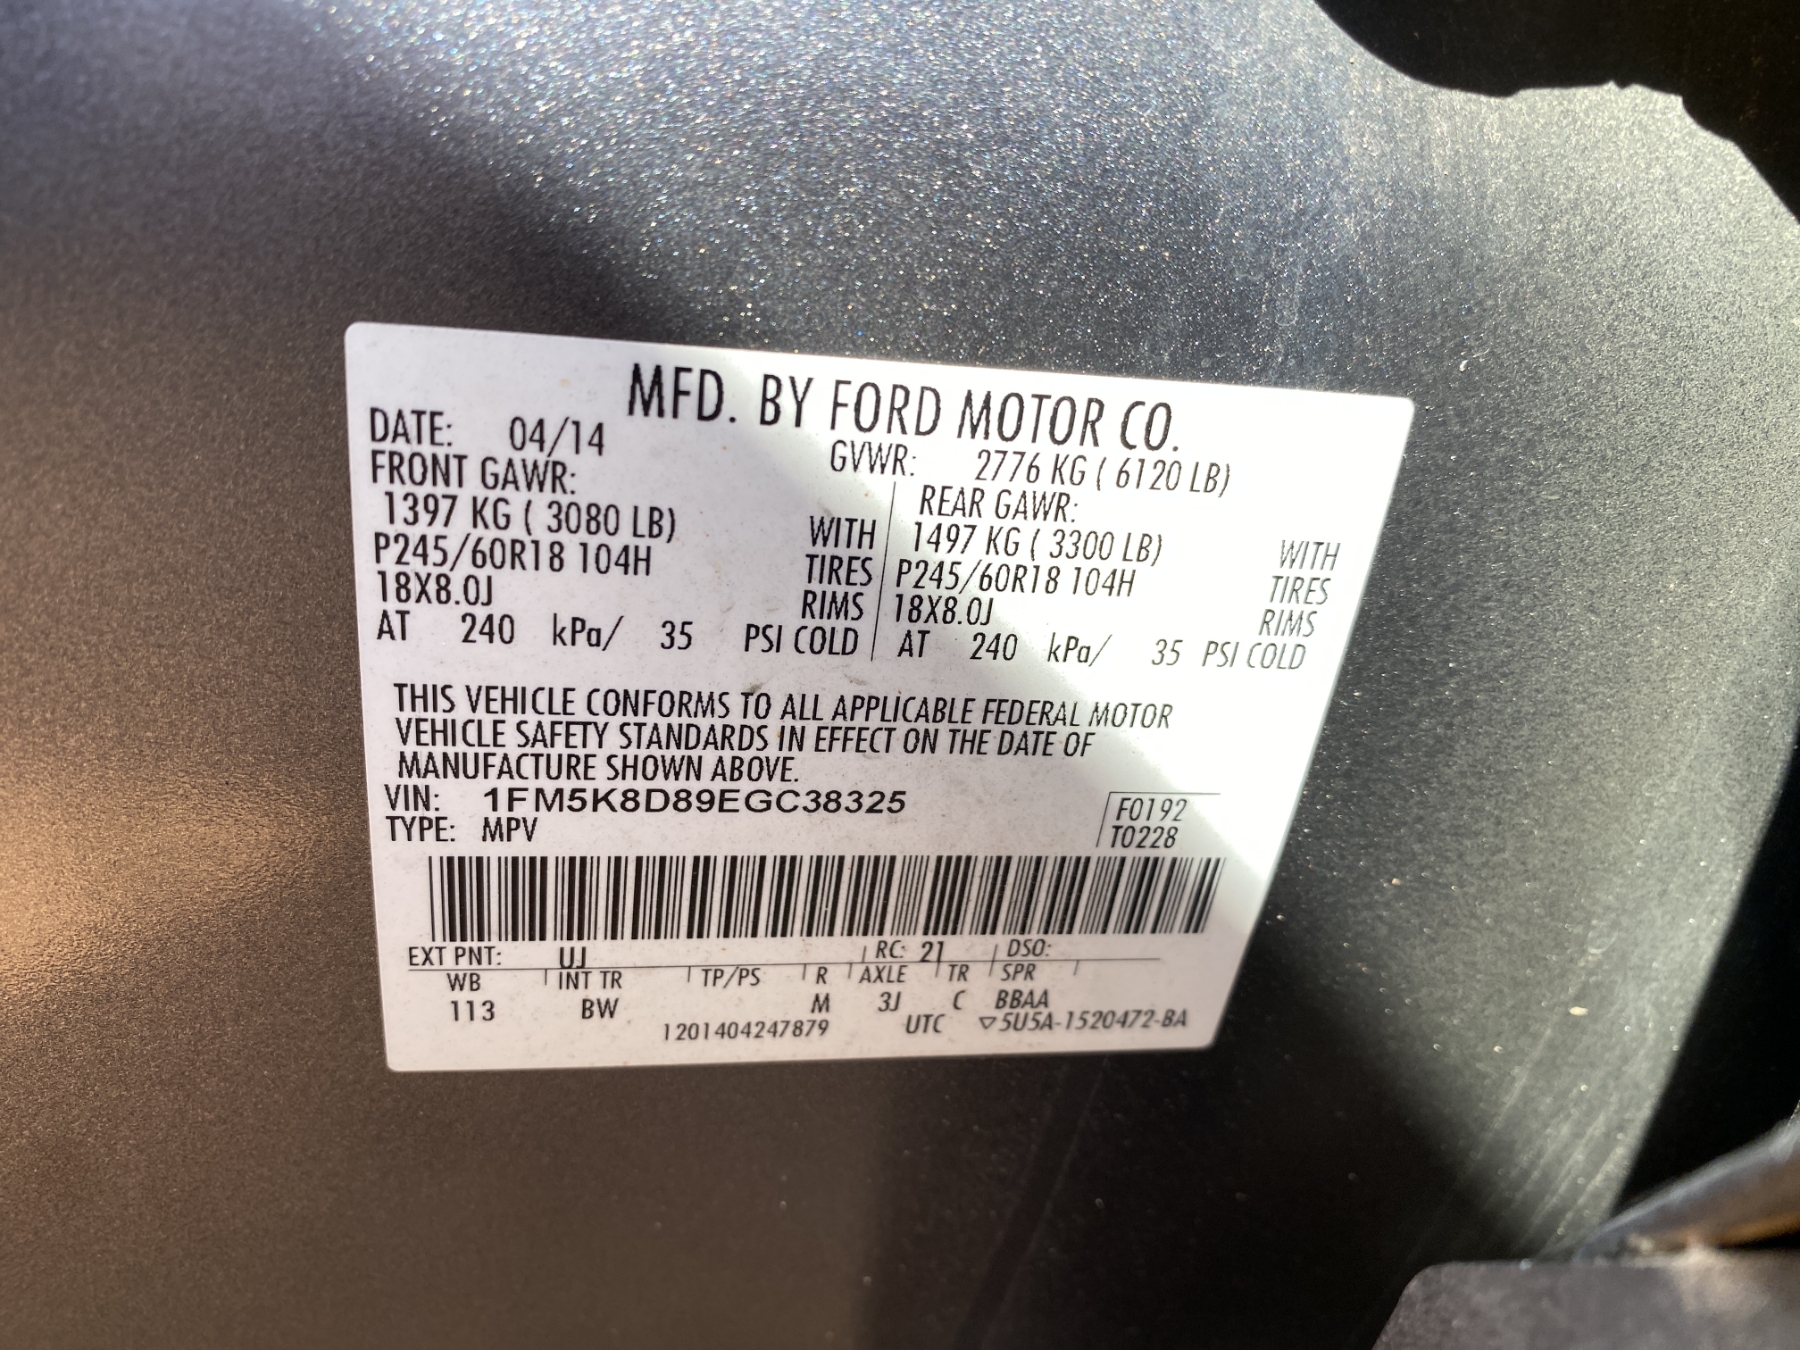 MFD. BY FORD MOTOR CO.
DATE: 04/14 GVWR: 2776 KG ( 6120 LB)
FRONT GAWR: REAR GAWR:
1397 KG ( 3080 LB) WITH 1497 KG ( 3300 LB) WITH
P245/60R18 104H TIRES P245/60R18 104H TIRES
18X8.0J RIMS 18X8.0J RIMS
AT 240 kPa/ 35 PSI COLD AT 240 kPa/ 35 PSI COLD
THIS VEHICLE CONFORMS TO ALL APPLICABLE FEDERAL MOTOR
VEHICLE SAFETY STANDARDS IN EFFECT ON THE DATE OF
MANUFACTURE SHOWN ABOVE.
VIN: 1FM5K8D89EGC38325 F0192
TYPE: MPV T0228
EXT PNT: UJ RC: 21 DSO:
WB INT TR TP/PS R AXLE TR SPR
113 BW M 3J C BBAA
1201404247879 UTC ▽5U5A-1520472-BA